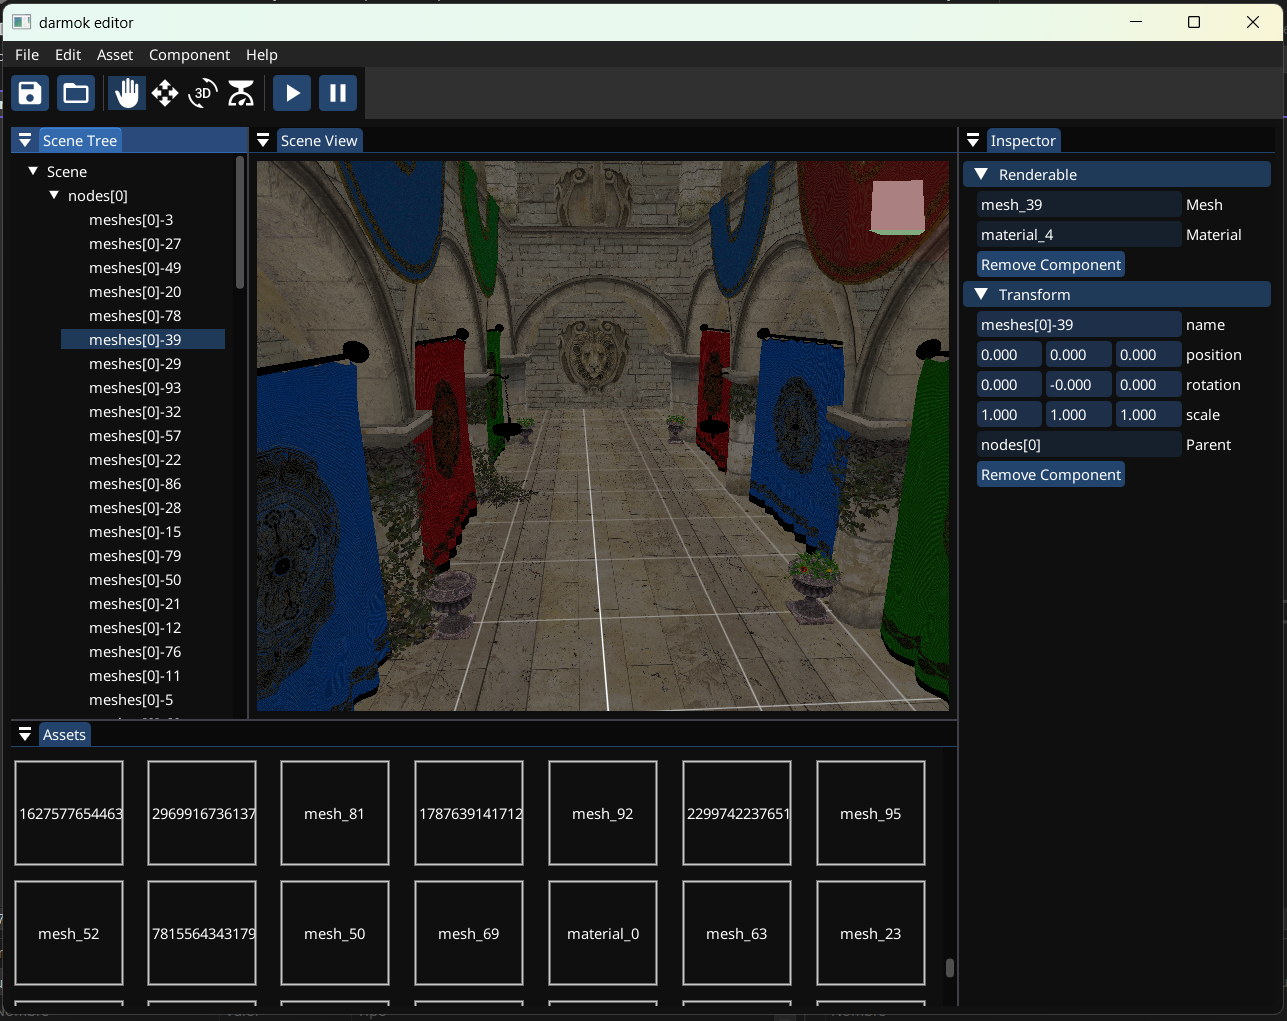 darmok editor
File Edit Asset Component Help
3D
Scene Tree
Scene
nodes[0]
meshes[0]-3
meshes[0]-27
meshes[0]-49
meshes[0]-20
meshes[0]-78
meshes[0]-39
meshes[0]-29
meshes[0]-93
meshes[0]-32
meshes[0]-57
meshes[0]-22
meshes[0]-86
meshes[0]-28
meshes[0]-15
meshes[0]-79
meshes[0]-50
meshes[0]-21
meshes[0]-12
meshes[0]-76
meshes[0]-11
meshes[0]-5
Scene View
Inspector
Renderable
mesh_39 Mesh
material_4 Material
Remove Component
Transform
meshes[0]-39 name
0.000 0.000 0.000 position
0.000 -0.000 0.000 rotation
1.000 1.000 1.000 scale
nodes[0] Parent
Remove Component
Assets
1627577654463 2969916736137 mesh_81 1787639141712 mesh_92 2299742237651 mesh_95
mesh_52 7815564343179 mesh_50 mesh_69 material_0 mesh_63 mesh_23